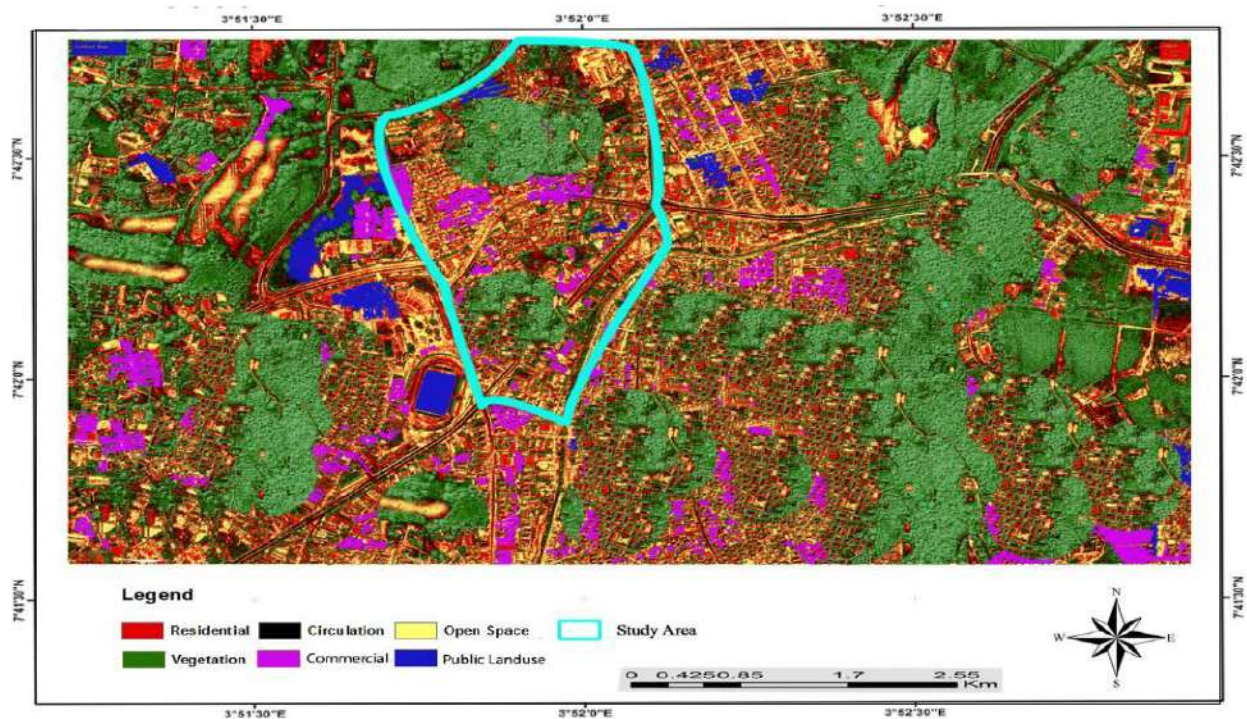 3°51'30"E 3°52'0"E 3°52'30"E
7°42'30"N 7°42'30"N
7°42'0"N 7°42'0"N
7°41'30"N 7°41'30"N
Legend
Residential Circulation Open Space Study Area
Vegetation Commercial Public Landuse
N
W E
S
0 0.4250.85 1.7 2.55
Km
3°51'30"E 3°52'0"E 3°52'30"E